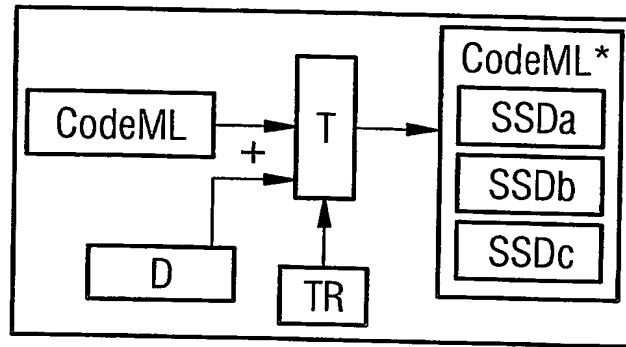 CodeML
+
D
T
TR
CodeML*
SSDa
SSDb
SSDc